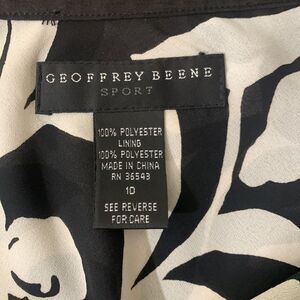 GEOFFREY BEENE
SPORT
100% POLYESTER
LINING
100% POLYESTER
MADE IN CHINA
RN 36543
10
SEE REVERSE
FOR CARE